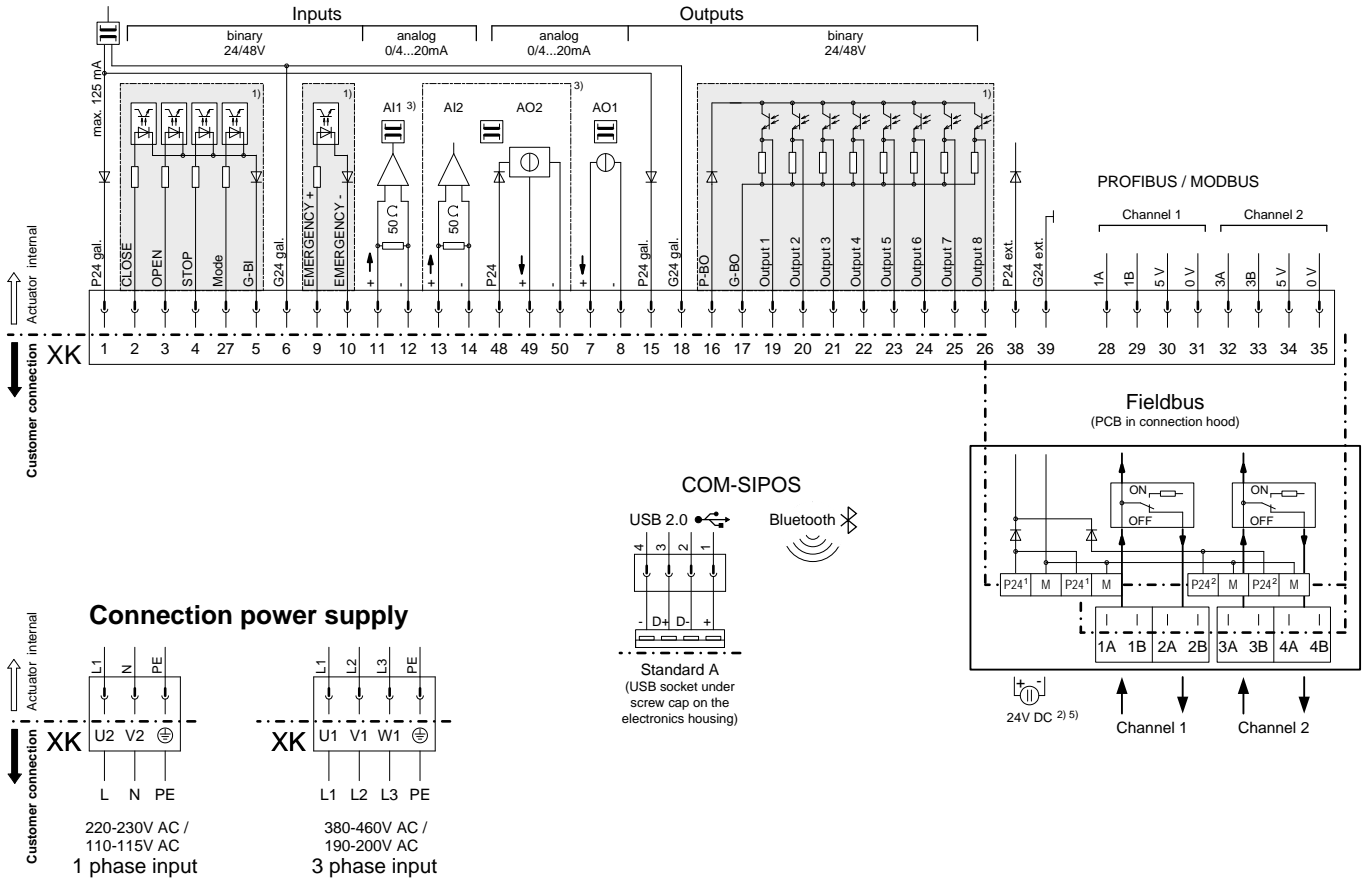 Inputs
Outputs
binary
24/48V
analog
0/4...20mA
analog
0/4...20mA
binary
24/48V
max. 125 mA
1)
1)
AI1 3)
AI2
AO2
3)
AO1
1)
50 Ω
50 Ω
PROFIBUS / MODBUS
Channel 1
Channel 2
Actuator internal
P24 gal.
CLOSE
OPEN
STOP
Mode
G-BI
G24 gal.
EMERGENCY +
EMERGENCY -
+
-
+
-
P24
+
-
+
-
P24 gal.
G24 gal.
P-BO
G-BO
Output 1
Output 2
Output 3
Output 4
Output 5
Output 6
Output 7
Output 8
P24 ext.
G24 ext.
1A
1B
5 V
0 V
3A
3B
5 V
0 V
Customer connection
XK 1 2 3 4 27 5 6 9 10 11 12 13 14 48 49 50 7 8 15 18 16 17 19 20 21 22 23 24 25 26 38 39 28 29 30 31 32 33 34 35
Fieldbus
(PCB in connection hood)
ON
OFF
ON
OFF
P24¹ M P24¹ M P24² M P24² M
1A 1B 2A 2B 3A 3B 4A 4B
+ -
24V DC 2) 5)
Channel 1
Channel 2
COM-SIPOS
USB 2.0
Bluetooth
4 3 2 1
- D+ D- +
Standard A
(USB socket under
screw cap on the
electronics housing)
Connection power supply
Actuator internal
Customer connection
L1 N PE
XK U2 V2
L N PE
220-230V AC /
110-115V AC
1 phase input
L1 L2 L3 PE
XK U1 V1 W1
L1 L2 L3 PE
380-460V AC /
190-200V AC
3 phase input